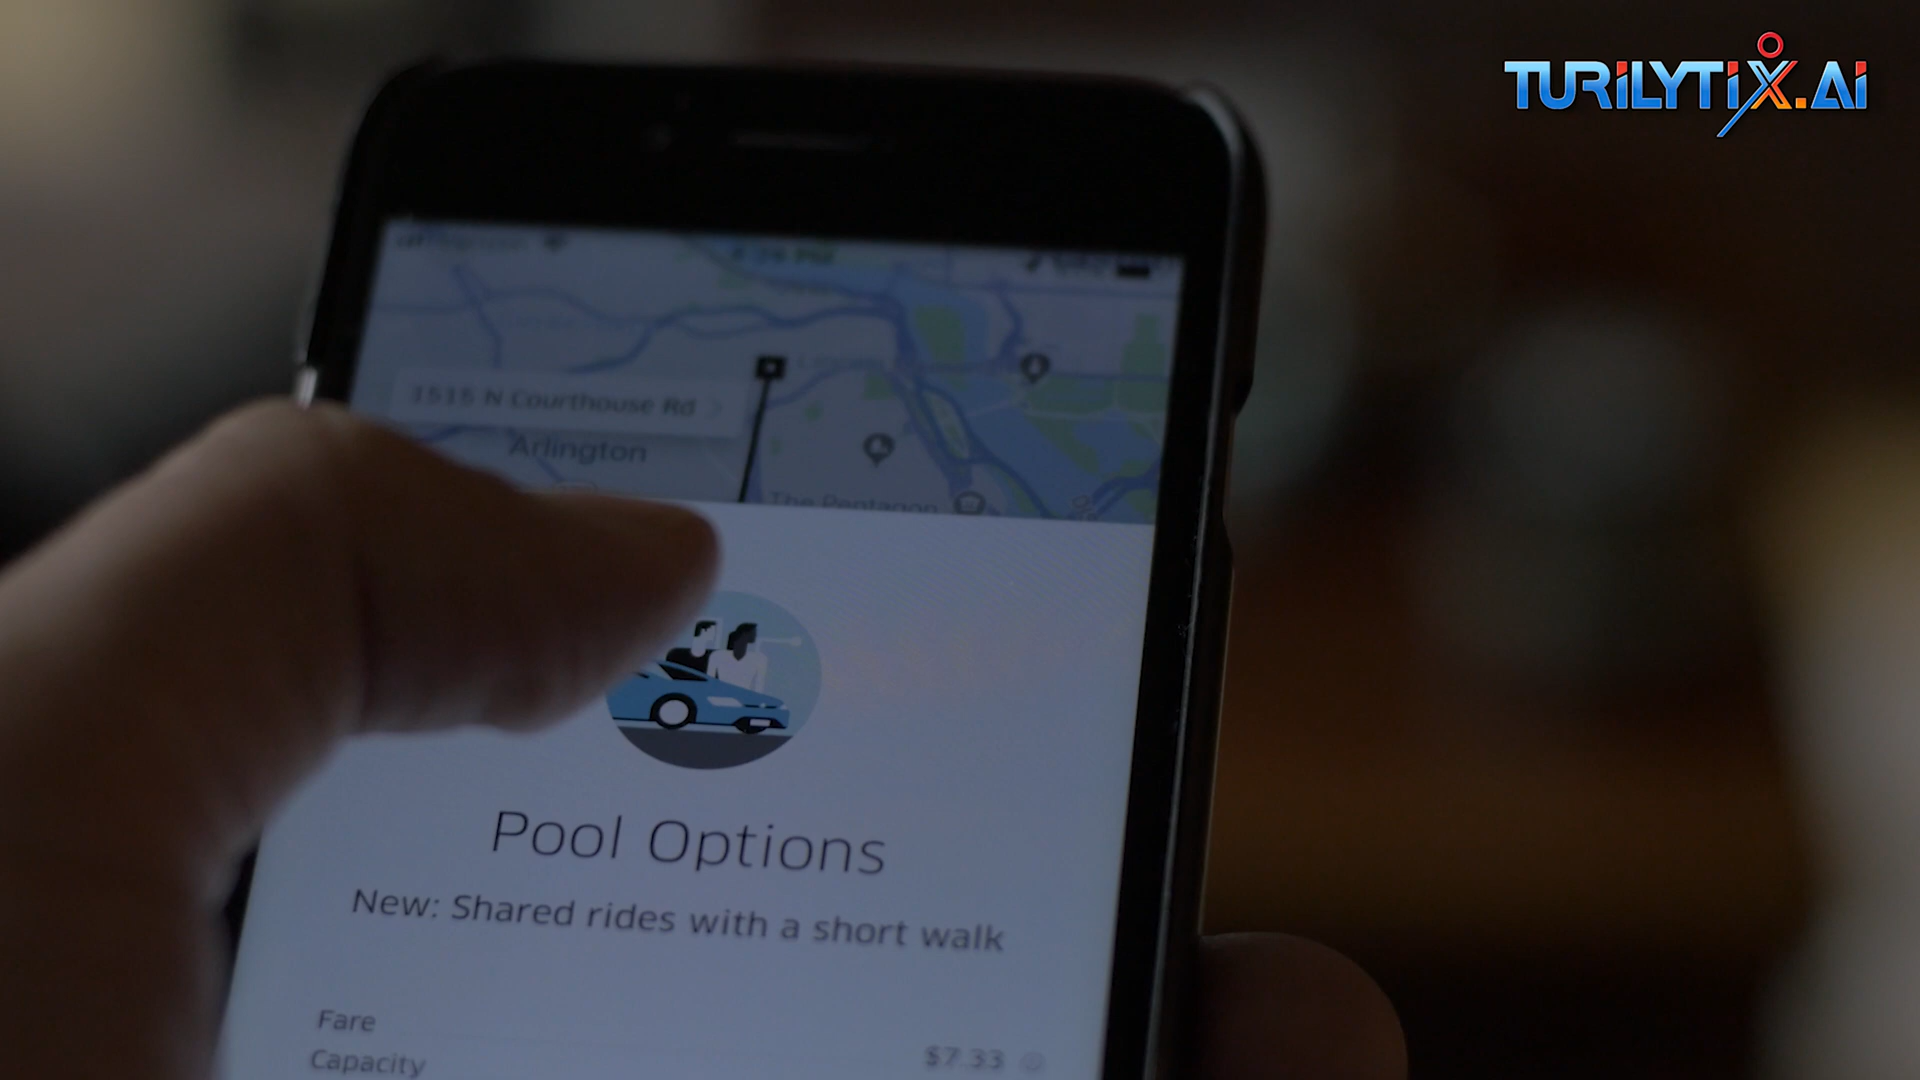 TURILYTIX.AI
1515 N Courthouse Rd
Arlington
The Pentagon
Pool Options
New: Shared rides with a short walk
Fare
$7.33
Capacity